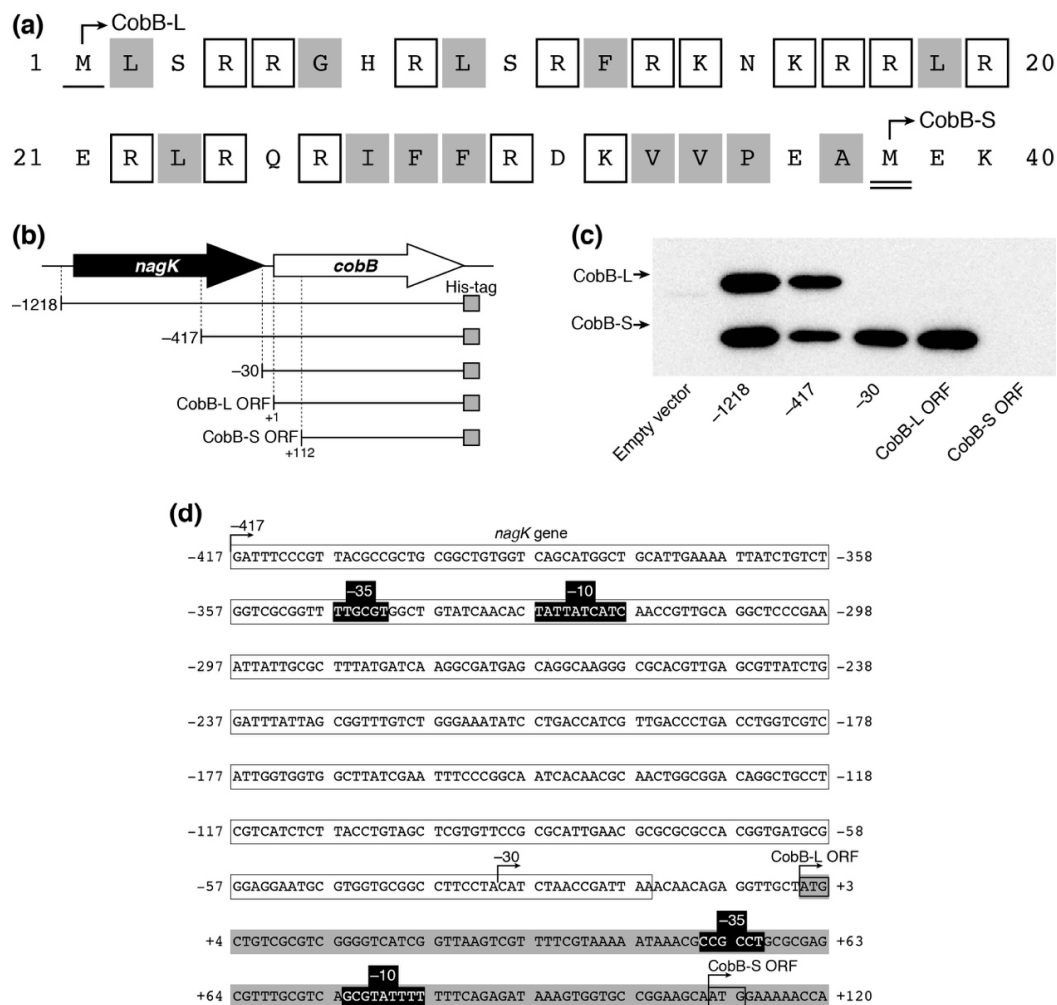 (a)
CobB-L
1 M L S R R G H R L S R F R K N K R R L R 20
CobB-S
21 E R L R Q R I F F R D K V V P E A M E K 40
(b)
nagK cobB
His-tag
−1218
−417
−30
CobB-L ORF
+1
CobB-S ORF
+112
(c)
CobB-L
CobB-S
Empty vector
−1218
−417
−30
CobB-L ORF
CobB-S ORF
(d)
−417 nagK gene
−417 GATTTCCCGT TACGCCGCTG CGGCTGTGGT CAGCATGGCT GCATTGAAAA TTATCTGTCT −358
−35 −10
−357 GGTCGCGGTT TTGCGTGGCT GTATCAACAC TATTATCATC AACCGTTGCA GGCTCCCGAA −298
−297 ATTATTGCGC TTTATGATCA AGGCGATGAG CAGGCAAGGG CGCACGTTGA GCGTTATCTG −238
−237 GATTTATTAG CGGTTTGTCT GGGAAATATC CTGACCATCG TTGACCCTGA CCTGGTCGTC −178
−177 ATTGGTGGTG GCTTATCGAA TTTCCCGGCA ATCACAACGC AACTGGCGGA CAGGCTGCCT −118
−117 CGTCATCTCT TACCTGTAGC TCGTGTTCCG CGCATTGAAC GCGCGCGCCA CGGTGATGCG −58
−30 CobB-L ORF
−57 GGAGGAATGC GTGGTGCGGC CTTCCTACAT CTAACCGATT AAACAACAGA GGTTGCTATG +3
−35
+4 CTGTCGCGTC GGGGTCATCG GTTAAGTCGT TTTCGTAAAA ATAAACGCCG CCTGCGCGAG +63
−10 CobB-S ORF
+64 CGTTTGCGTC AGCGTATTTT TTTCAGAGAT AAAGTGGTGC CGGAAGCAAT GGAAAAACCA +120